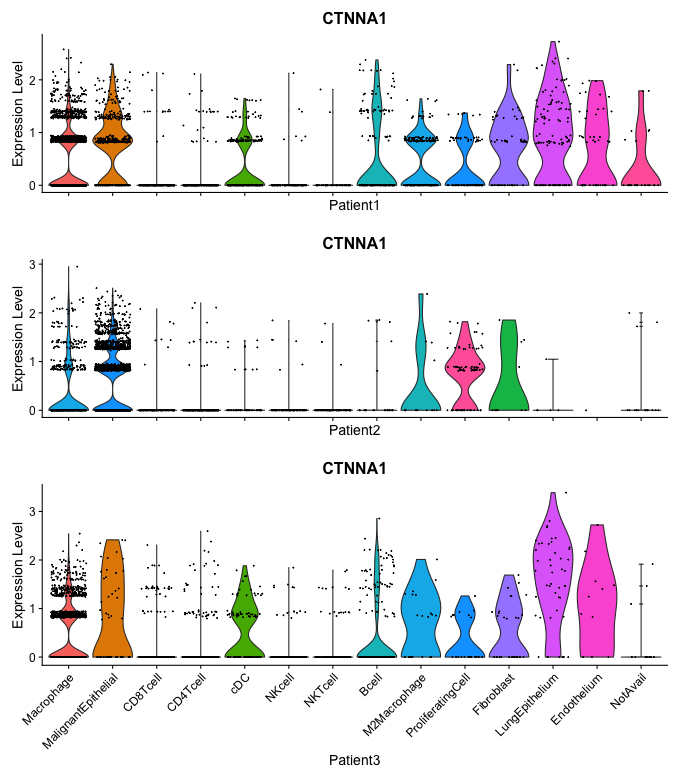 CTNNA1
2
1
0
Expression Level
Patient1
CTNNA1
3
2
1
0
Expression Level
Patient2
CTNNA1
3
2
1
0
Expression Level
Macrophage
MalignantEpithelial
CD8Tcell
CD4Tcell
cDC
NKcell
NKTcell
Bcell
M2Macrophage
ProliferatingCell
Fibroblast
LungEpithelium
Endothelium
NotAvail
Patient3